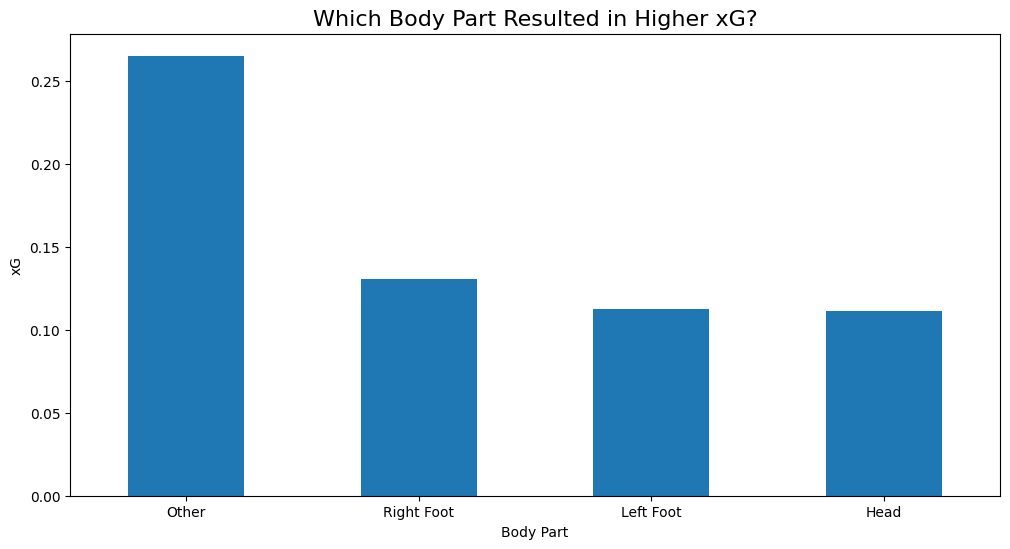 Which Body Part Resulted in Higher xG?
0.25
0.20
0.15
0.10
0.05
0.00
xG
Other Right Foot Left Foot Head
Body Part